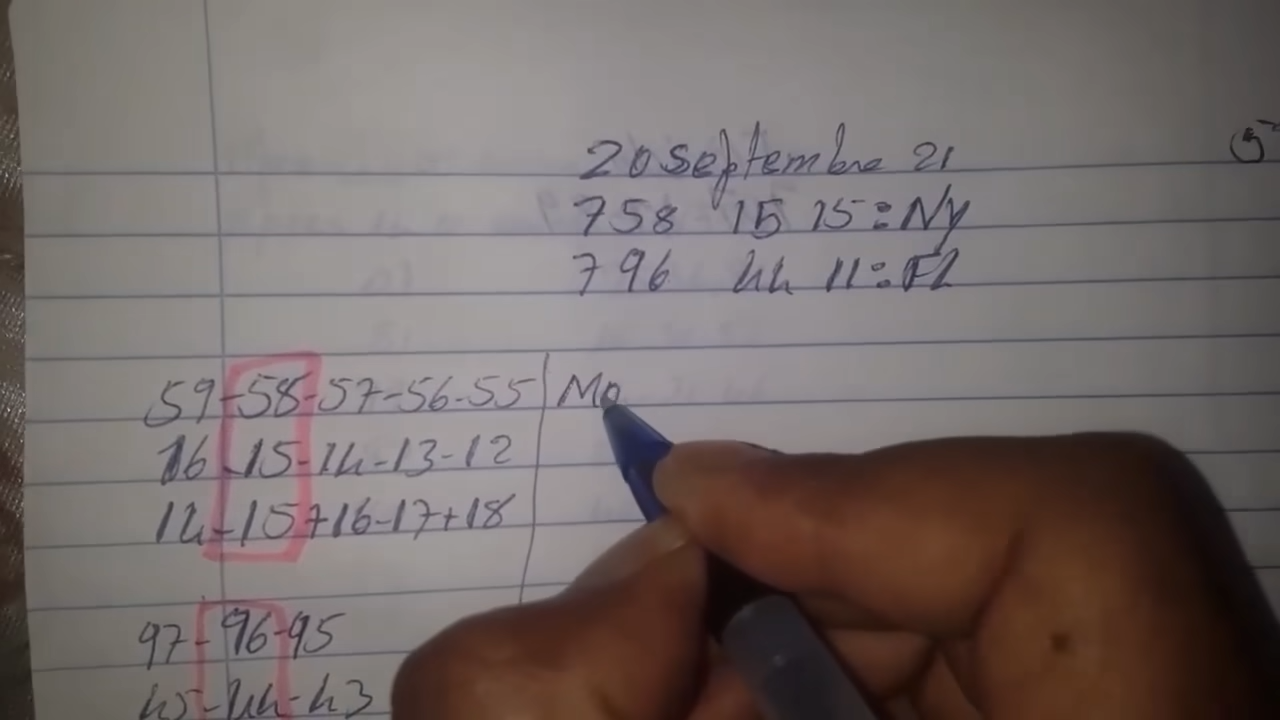 20 septembre 21
758 15 15 : Ny
796 44 11 : FL
59-58-57-56-55 Mo
16-15-14-13-12
14-15+16-17+18
97-96-95
45-44-43